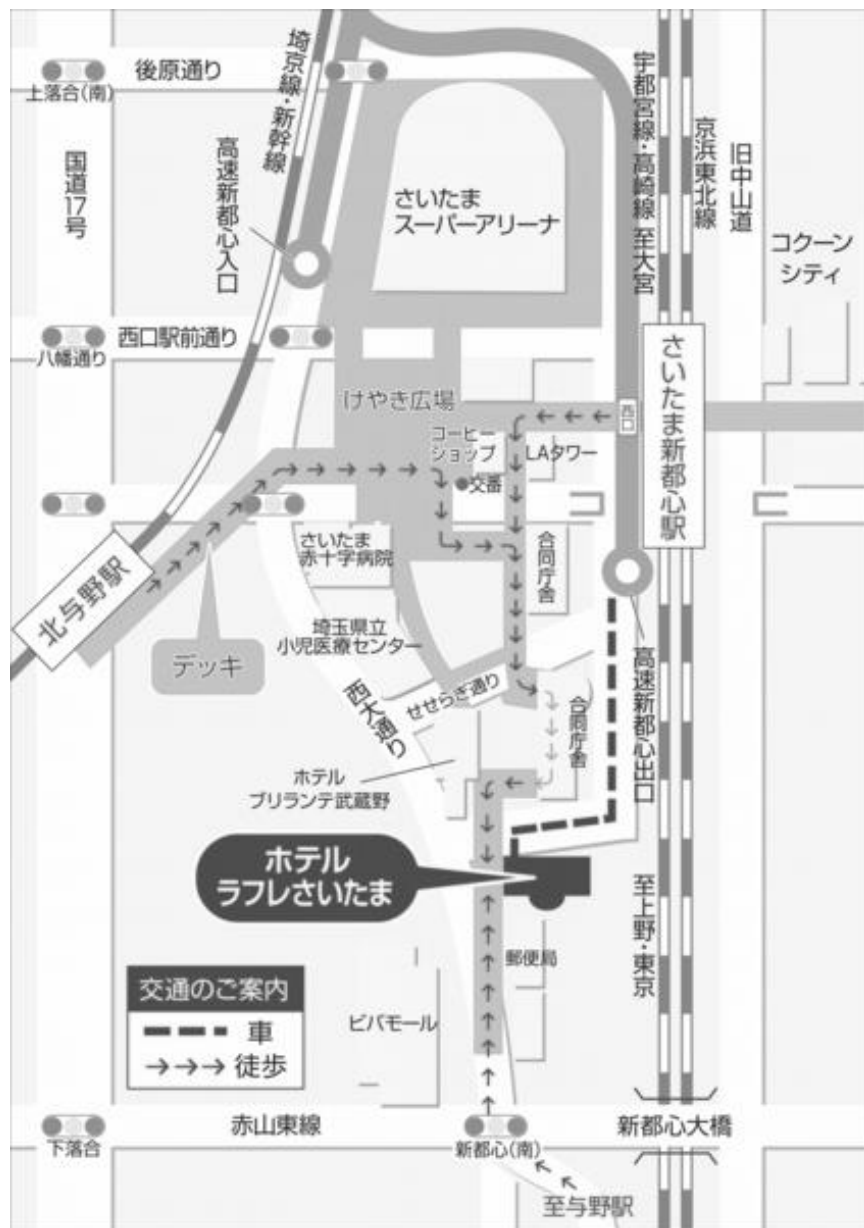 後原通り
上落合(南)
埼京線・新幹線
宇都宮線・高崎線 至大宮
京浜東北線
旧中山道
国道17号
高速新都心入口
さいたま
スーパーアリーナ
コクーン
シティ
西口駅前通り
八幡通り
さいたま新都心駅
けやき広場
西口
コーヒー
ショップ
LAタワー
交番
さいたま
赤十字病院
合同庁舎
北与野駅
デッキ
埼玉県立
小児医療センター
せせらぎ通り
西大通り
合同庁舎
高速新都心出口
ホテル
ブリランテ武蔵野
ホテル
ラフレさいたま
至上野・東京
郵便局
交通のご案内
車
徒歩
ビバモール
赤山東線
新都心大橋
下落合
新都心(南)
至与野駅